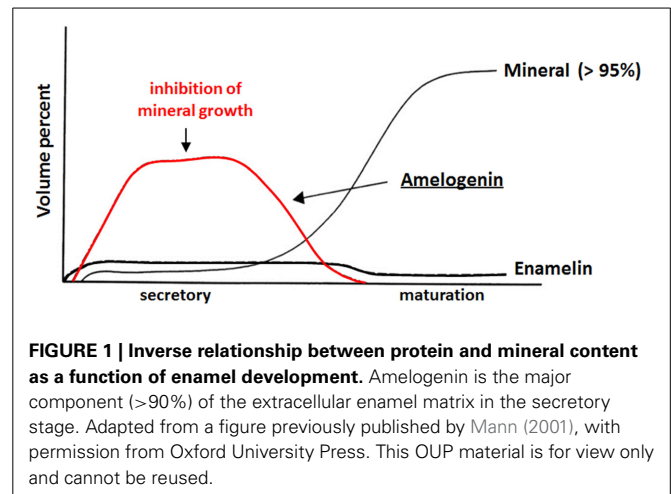 Volume percent
inhibition of
mineral growth
Mineral (> 95%)
Amelogenin
Enamelin
secretory
maturation
FIGURE 1 | Inverse relationship between protein and mineral content
as a function of enamel development. Amelogenin is the major
component (>90%) of the extracellular enamel matrix in the secretory
stage. Adapted from a figure previously published by Mann (2001), with
permission from Oxford University Press. This OUP material is for view only
and cannot be reused.